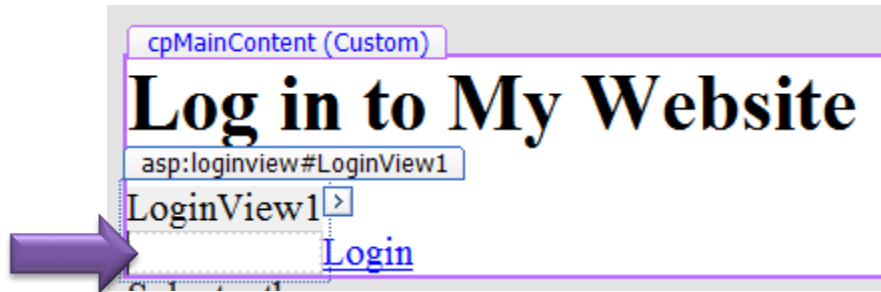 cpMainContent (Custom)
Log in to My Website
asp:loginview#LoginView1
LoginView1
Login